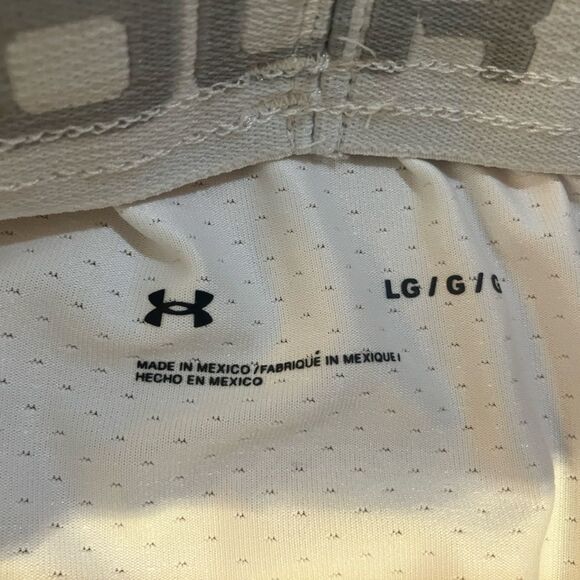 LG / G / G
MADE IN MEXICO / FABRIQUÉ IN MEXIQUE I
HECHO EN MEXICO